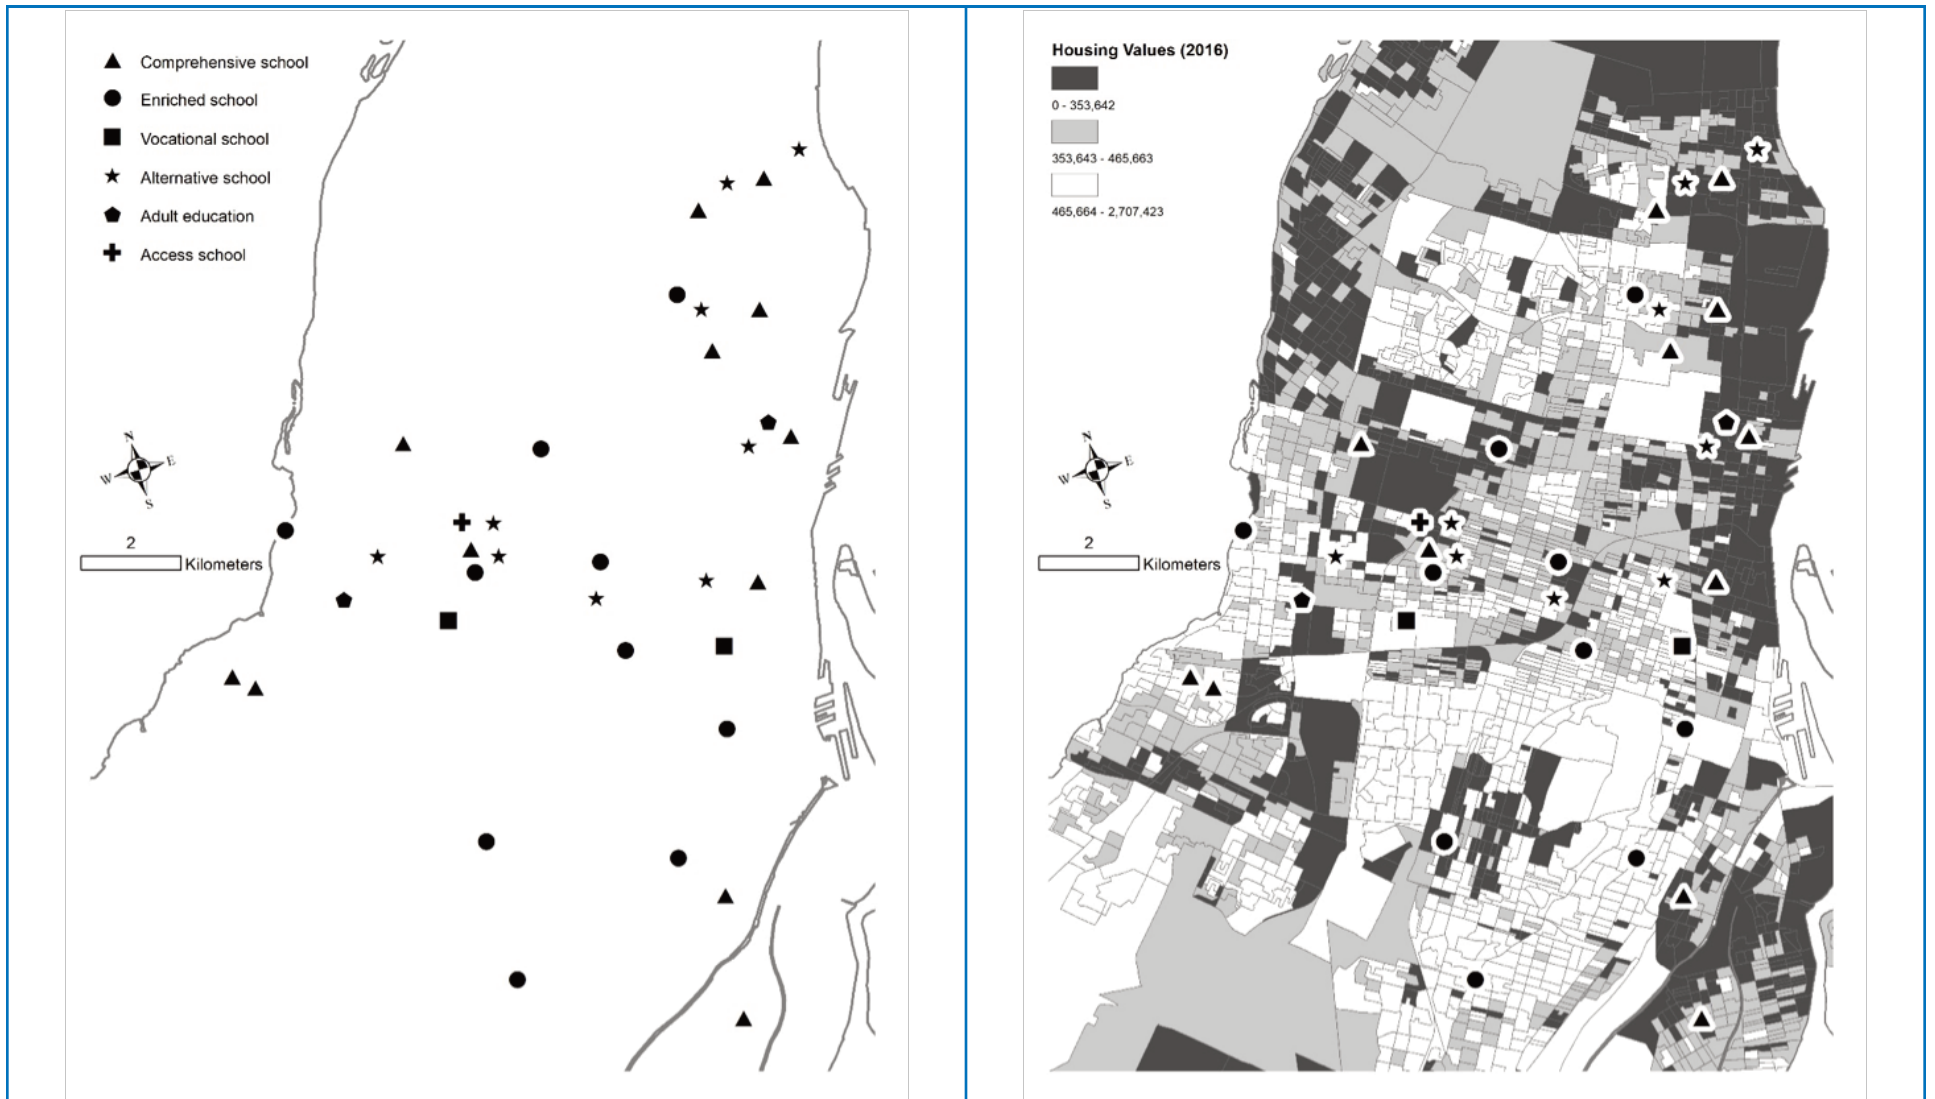 Comprehensive school
Enriched school
Vocational school
Alternative school
Adult education
Access school
N
W
E
S
2
Kilometers
Housing Values (2016)
0 - 353,642
353,643 - 465,663
465,664 - 2,707,423
N
W
E
S
2
Kilometers